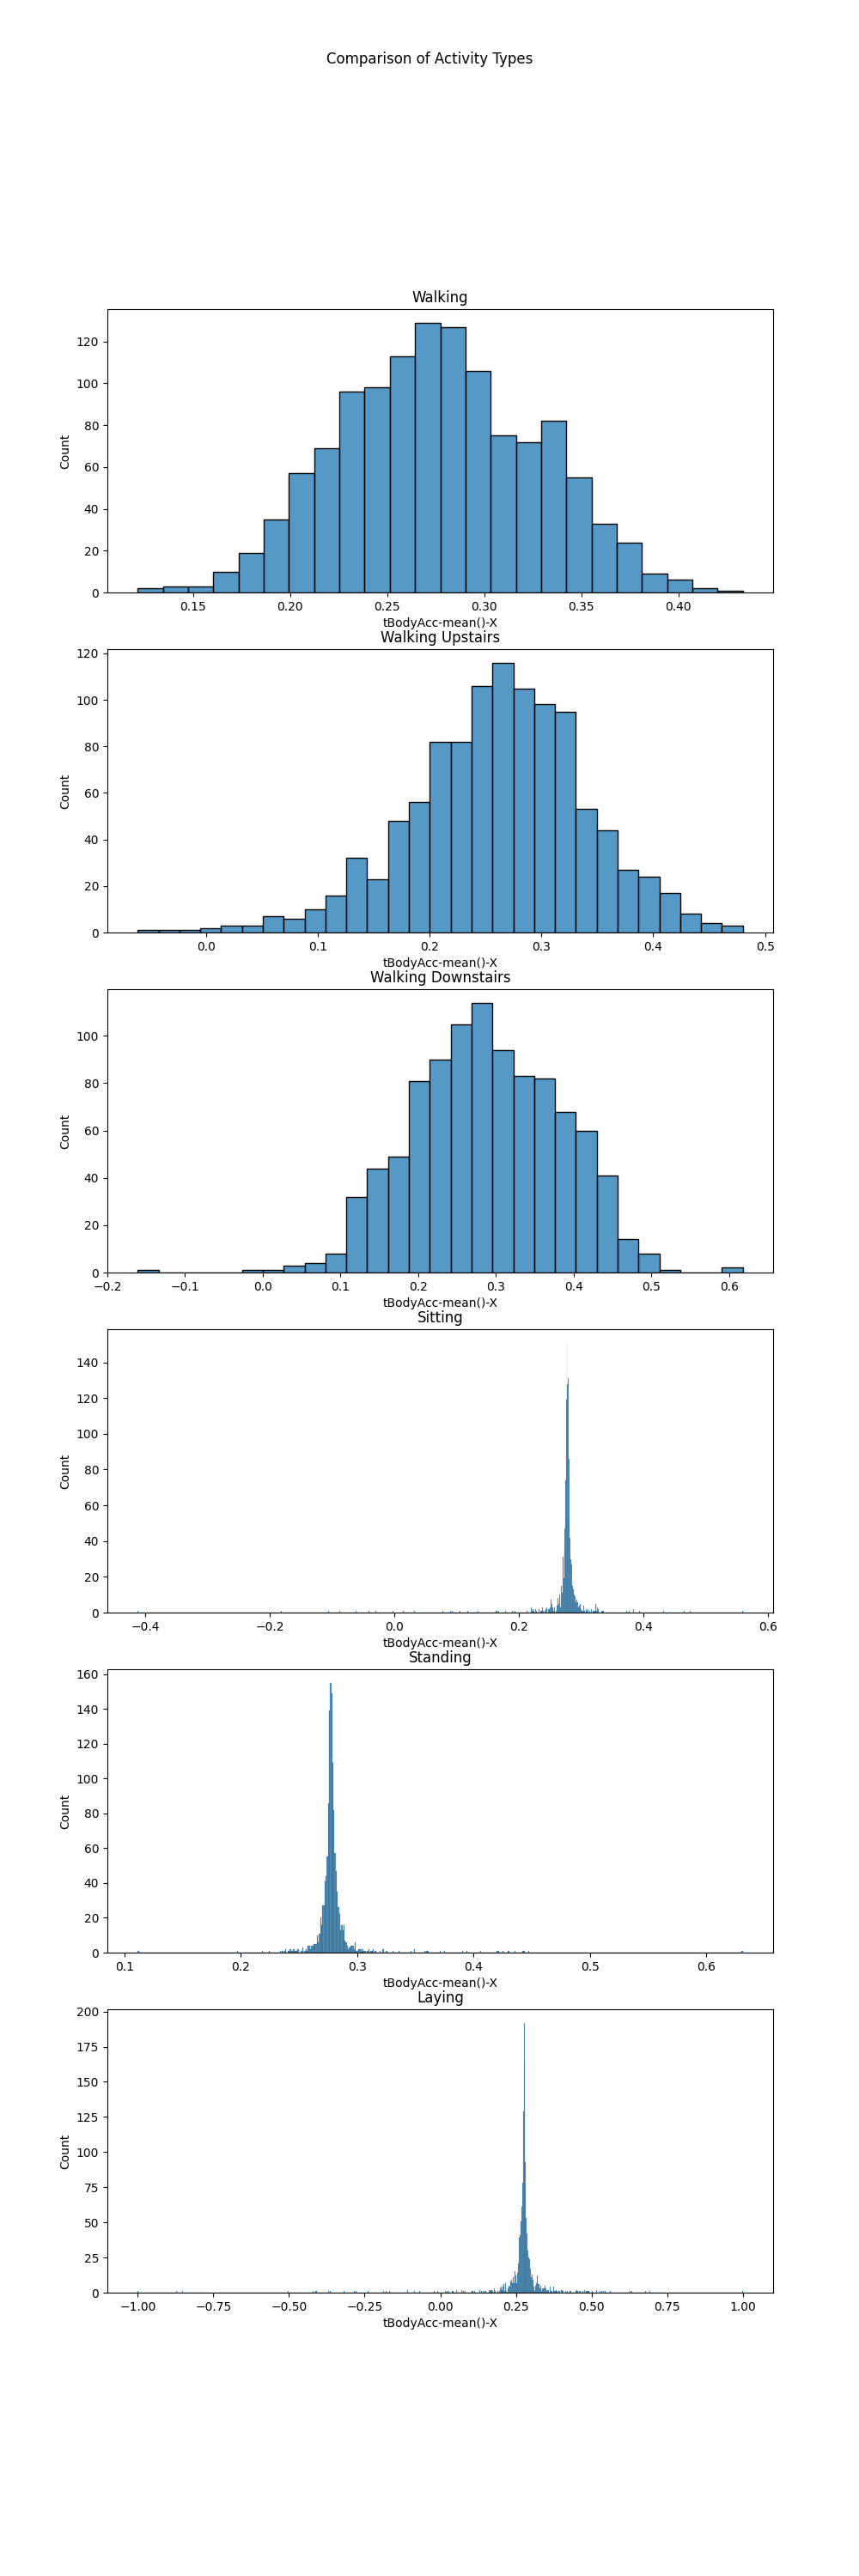 Comparison of Activity Types
Walking
120
100
80
60
40
20
0
Count
0.15 0.20 0.25 0.30 0.35 0.40
tBodyAcc-mean()-X
Walking Upstairs
120
100
80
60
40
20
0
Count
0.0 0.1 0.2 0.3 0.4 0.5
tBodyAcc-mean()-X
Walking Downstairs
100
80
60
40
20
0
Count
−0.2 −0.1 0.0 0.1 0.2 0.3 0.4 0.5 0.6
tBodyAcc-mean()-X
Sitting
140
120
100
80
60
40
20
0
Count
−0.4 −0.2 0.0 0.2 0.4 0.6
tBodyAcc-mean()-X
Standing
160
140
120
100
80
60
40
20
0
Count
0.1 0.2 0.3 0.4 0.5 0.6
tBodyAcc-mean()-X
Laying
200
175
150
125
100
75
50
25
0
Count
−1.00 −0.75 −0.50 −0.25 0.00 0.25 0.50 0.75 1.00
tBodyAcc-mean()-X